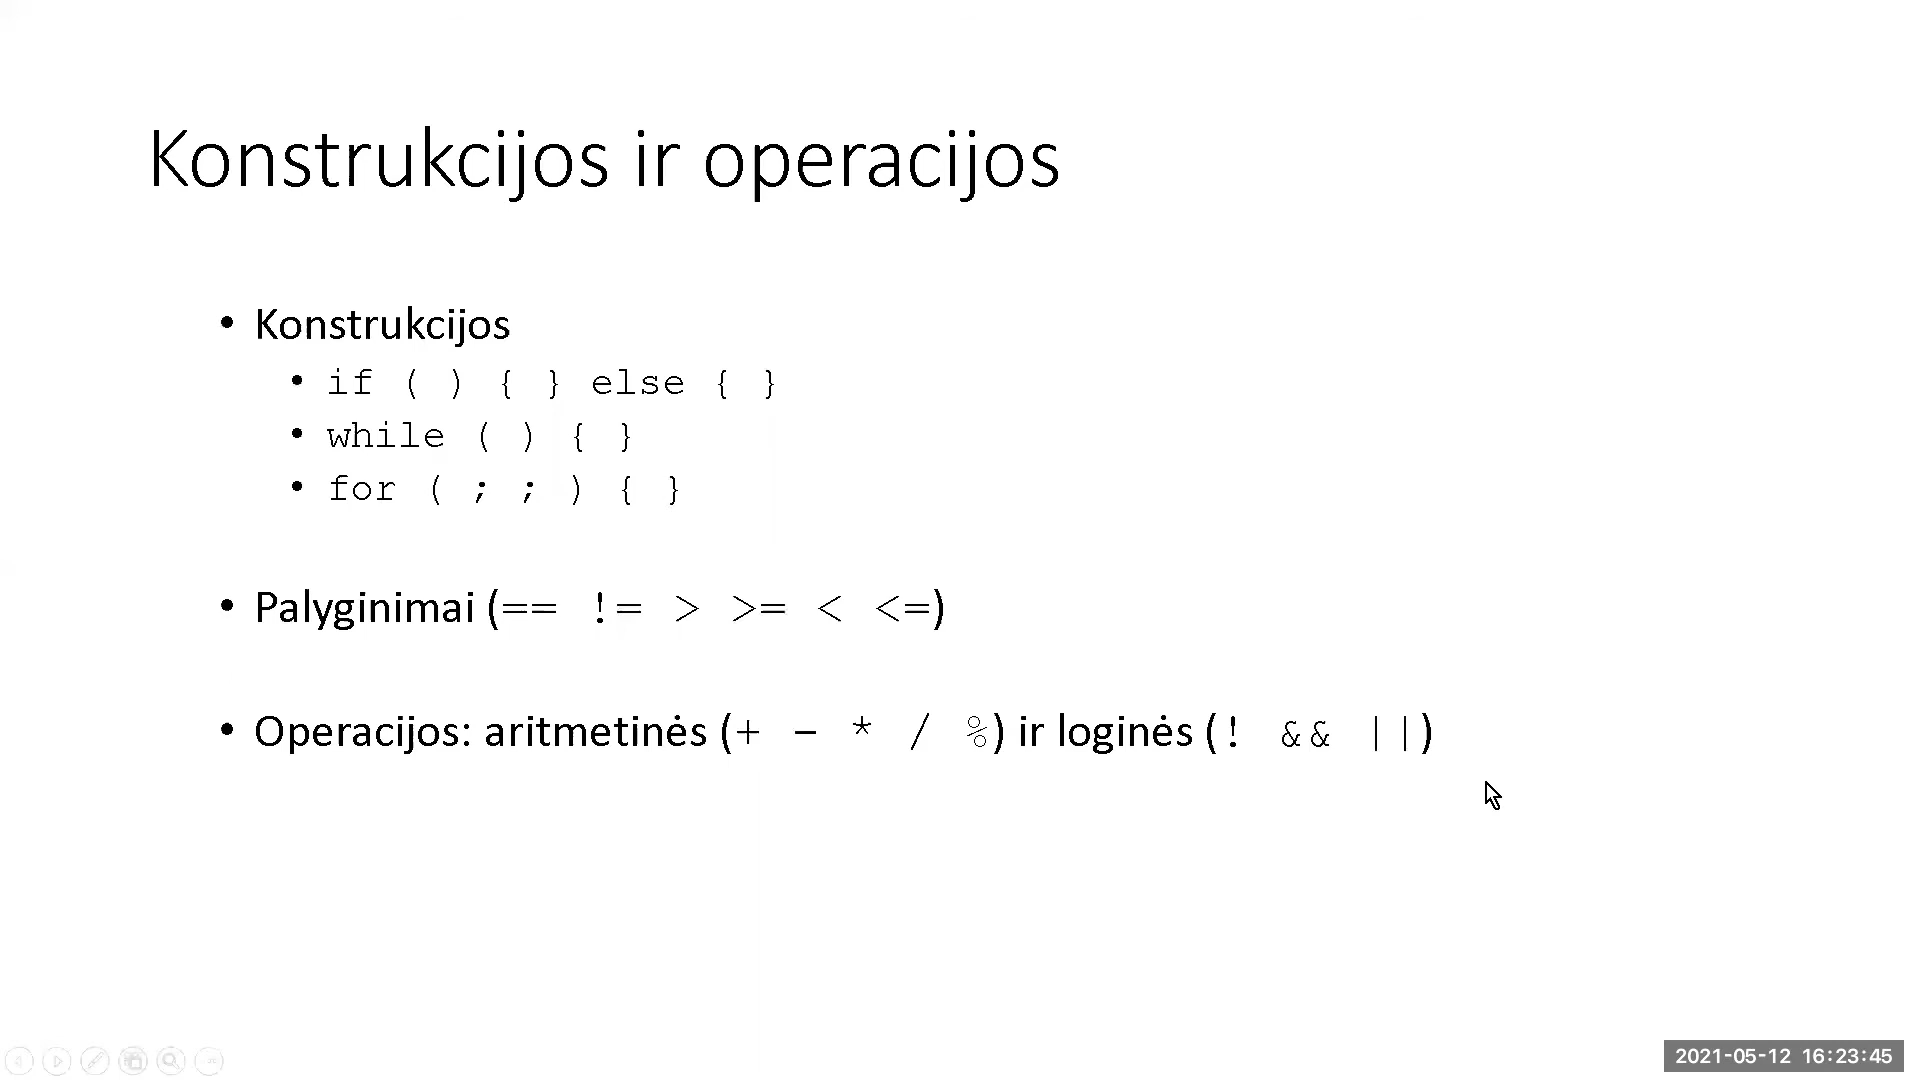 Konstrukcijos ir operacijos
• Konstrukcijos
• if ( ) { } else { }
• while ( ) { }
• for ( ; ; ) { }
• Palyginimai (== != > >= < <=)
• Operacijos: aritmetinės (+ - * / %) ir loginės (! && ||)
2021-05-12 16:23:45